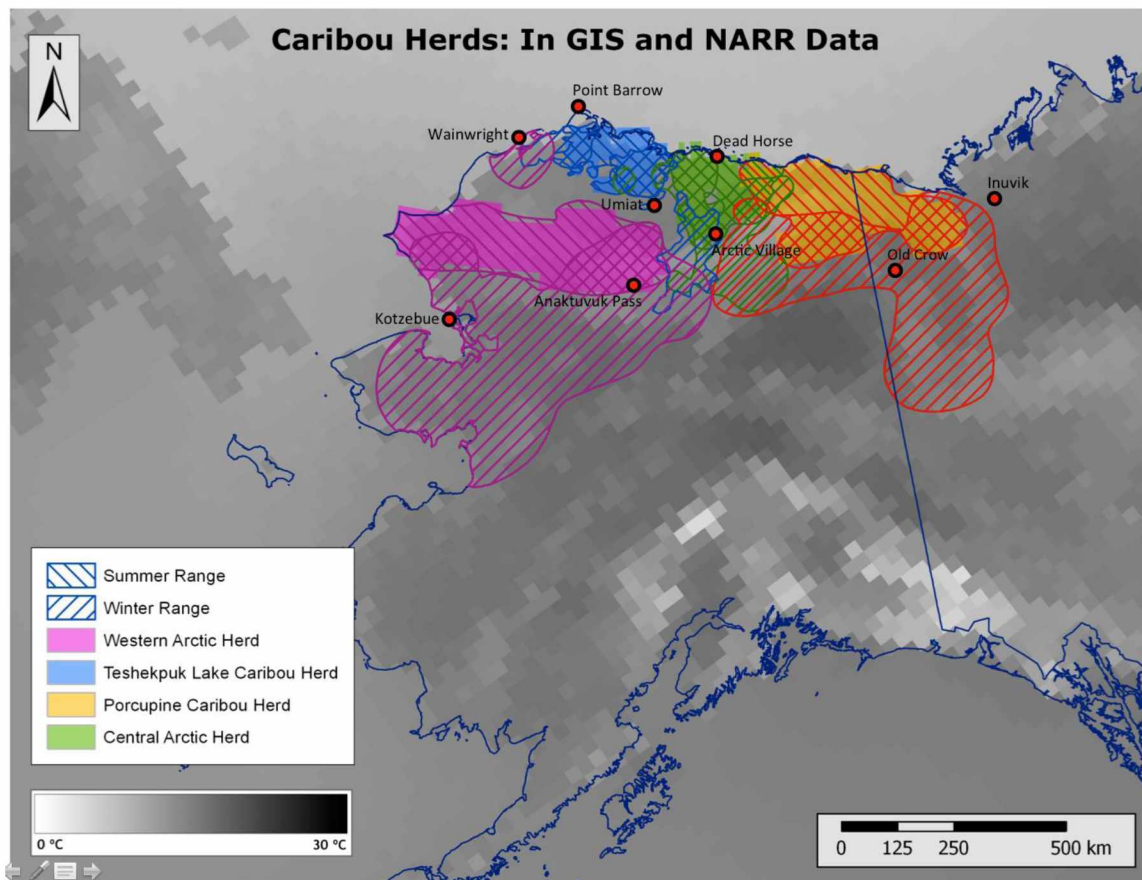 Caribou Herds: In GIS and NARR Data
N
Point Barrow
Wainwright
Dead Horse
Inuvik
Umiat
Arctic Village
Old Crow
Anaktuvuk Pass
Kotzebue
Summer Range
Winter Range
Western Arctic Herd
Teshekpuk Lake Caribou Herd
Porcupine Caribou Herd
Central Arctic Herd
0 °C 30 °C
0 125 250 500 km